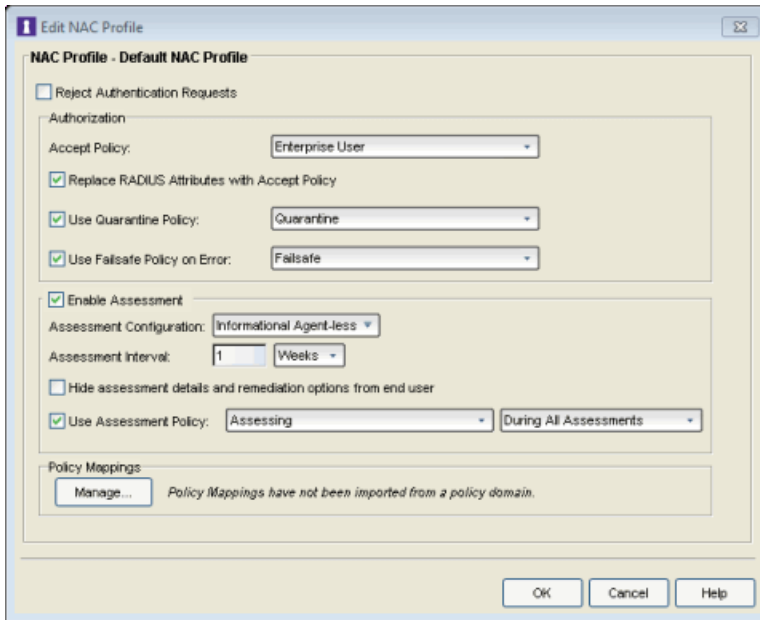 Edit NAC Profile
NAC Profile - Default NAC Profile
Reject Authentication Requests
Authorization
Accept Policy: Enterprise User
Replace RADIUS Attributes with Accept Policy
Use Quarantine Policy: Quarantine
Use Failsafe Policy on Error: Failsafe
Enable Assessment
Assessment Configuration: Informational Agent-less
Assessment Interval: 1 Weeks
Hide assessment details and remediation options from end user
Use Assessment Policy: Assessing During All Assessments
Policy Mappings
Manage... Policy Mappings have not been imported from a policy domain.
OK Cancel Help